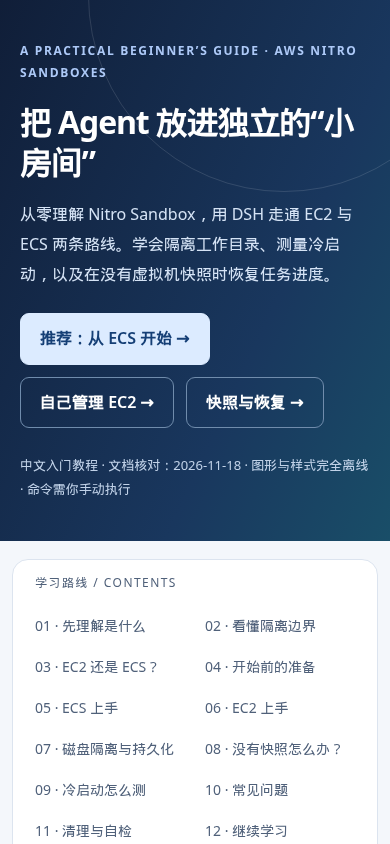 A PRACTICAL BEGINNER’S GUIDE · AWS NITRO
SANDBOXES
把 Agent 放进独立的“小
房间”
从零理解 Nitro Sandbox，用 DSH 走通 EC2 与
ECS 两条路线。学会隔离工作目录、测量冷启
动，以及在没有虚拟机快照时恢复任务进度。
推荐：从 ECS 开始 →
自己管理 EC2 →
快照与恢复 →
中文入门教程 · 文档核对：2026-11-18 · 图形与样式完全离线
· 命令需你手动执行
学习路线 / CONTENTS
01 · 先理解是什么
02 · 看懂隔离边界
03 · EC2 还是 ECS？
04 · 开始前的准备
05 · ECS 上手
06 · EC2 上手
07 · 磁盘隔离与持久化
08 · 没有快照怎么办？
09 · 冷启动怎么测
10 · 常见问题
11 · 清理与自检
12 · 继续学习